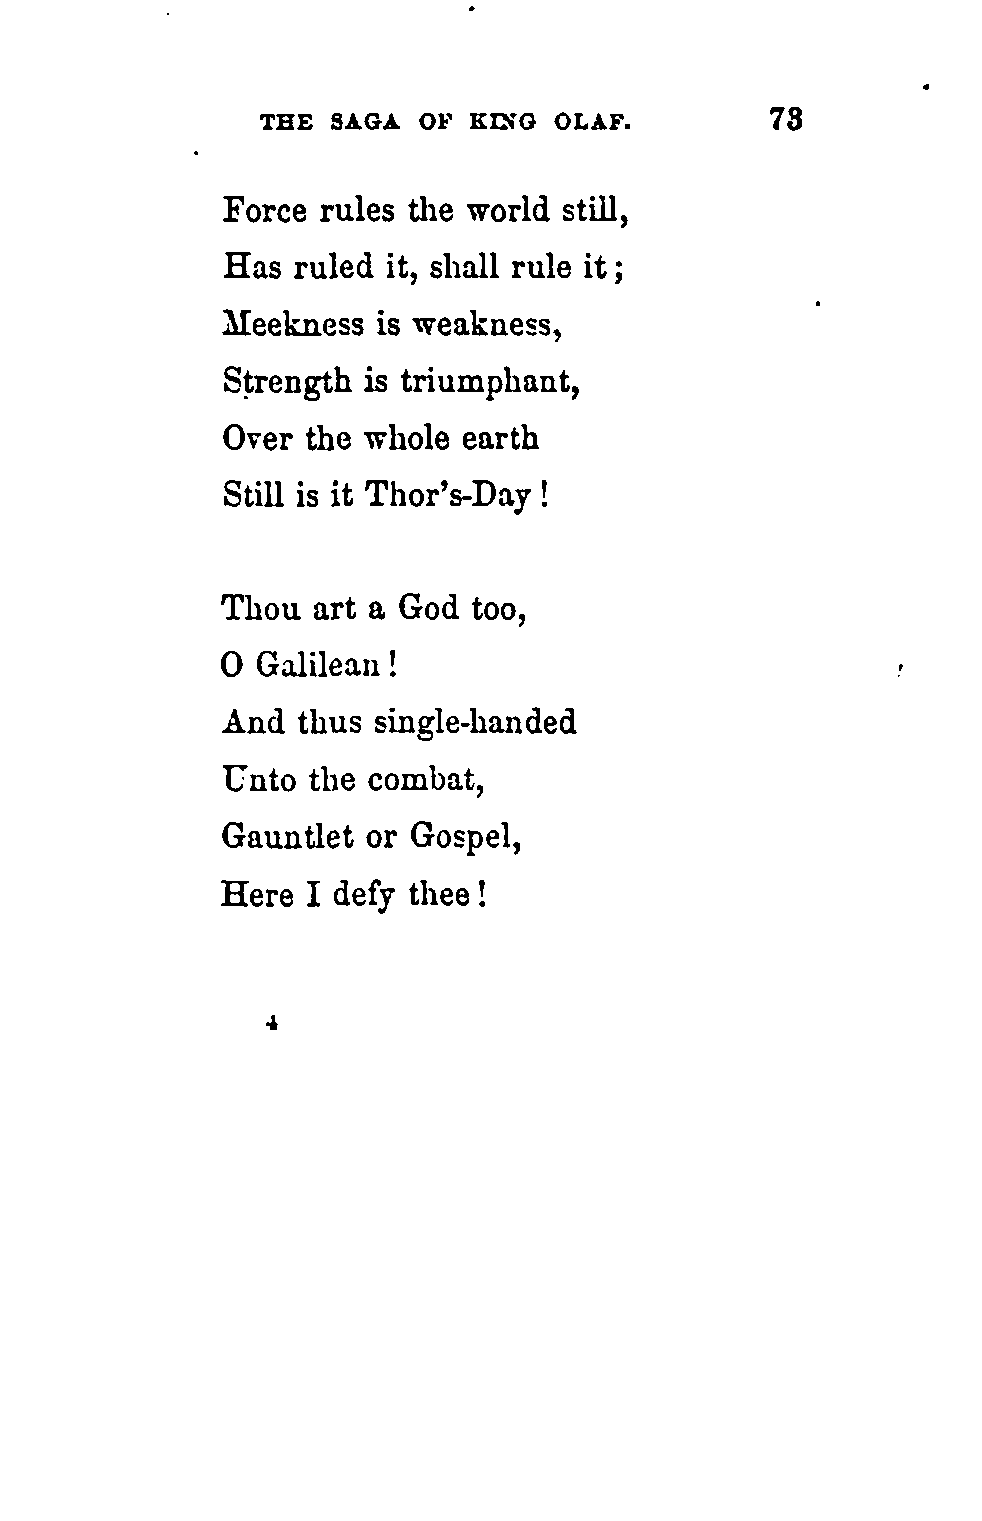 THE SAGA OF KING OLAF. 73
Force rules the world still,
Has ruled it, shall rule it;
Meekness is weakness,
Strength is triumphant,
Over the whole earth
Still is it Thor's-Day!
Thou art a God too,
O Galilean!
And thus single-handed
Unto the combat,
Gauntlet or Gospel,
Here I defy thee!
4